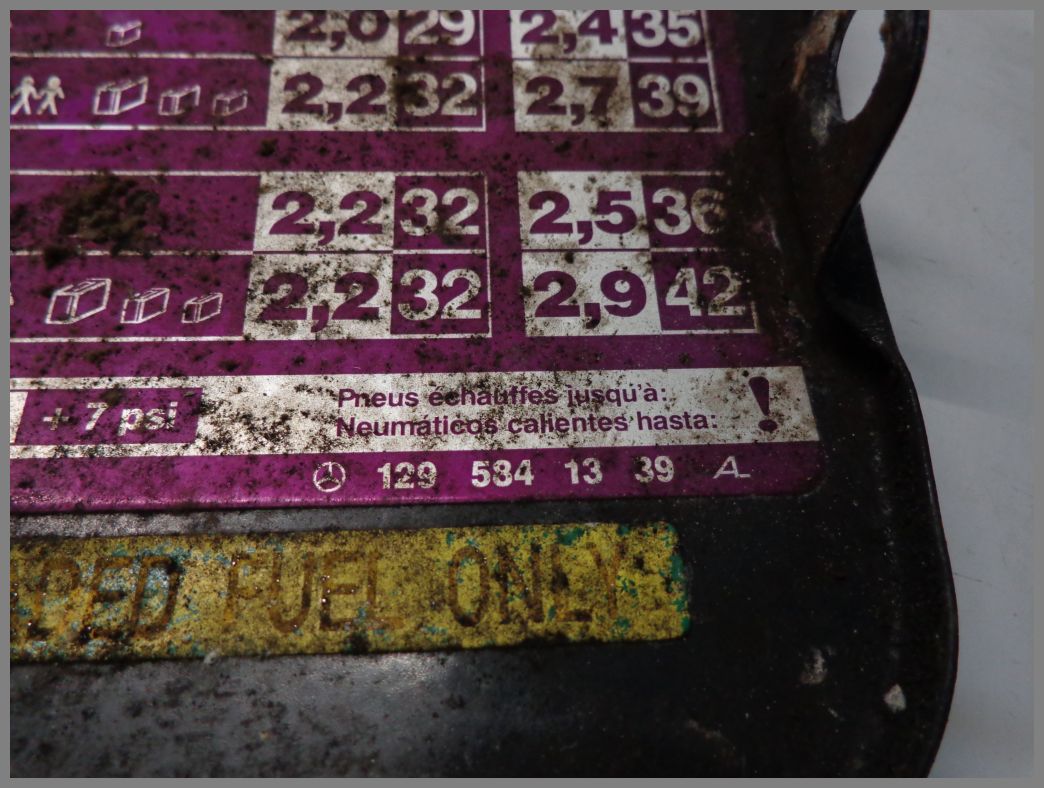 2,0 29 2,4 35
2,2 32 2,7 39
2,2 32 2,5 36
2,2 32 2,9 42
+ 7 psi
Pneus échauffés jusqu'à:
Neumáticos calientes hasta: !
129 584 13 39 AL
FUEL ONLY